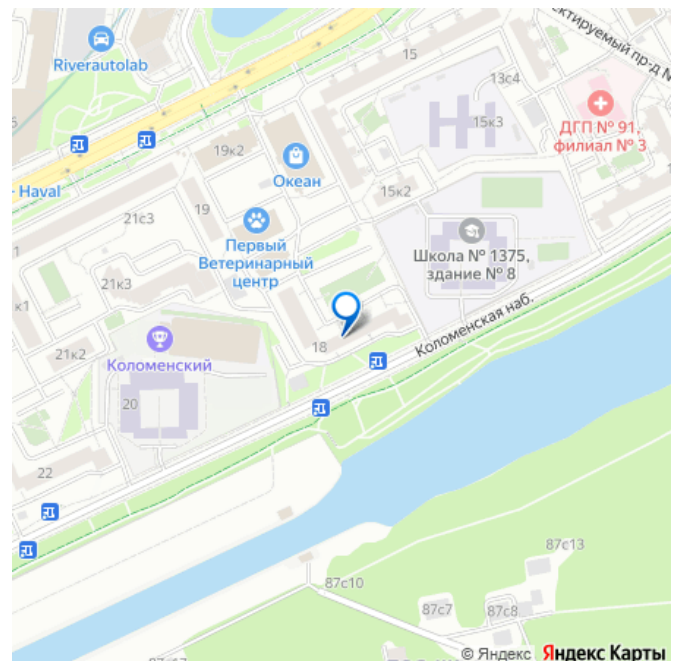 ектируемый пр-д №
Riverautolab
15
13с4
15к3
ДГП № 91,
филиал № 3
19к2
Океан
Haval
15к2
19
21с3
Первый
Ветеринарный
центр
Школа № 1375,
здание № 8
21к3
к1
Коломенская наб.
18
21к2
Коломенский
20
22
87с13
87с10
87с7
87с8
© Яндекс Яндекс Карты